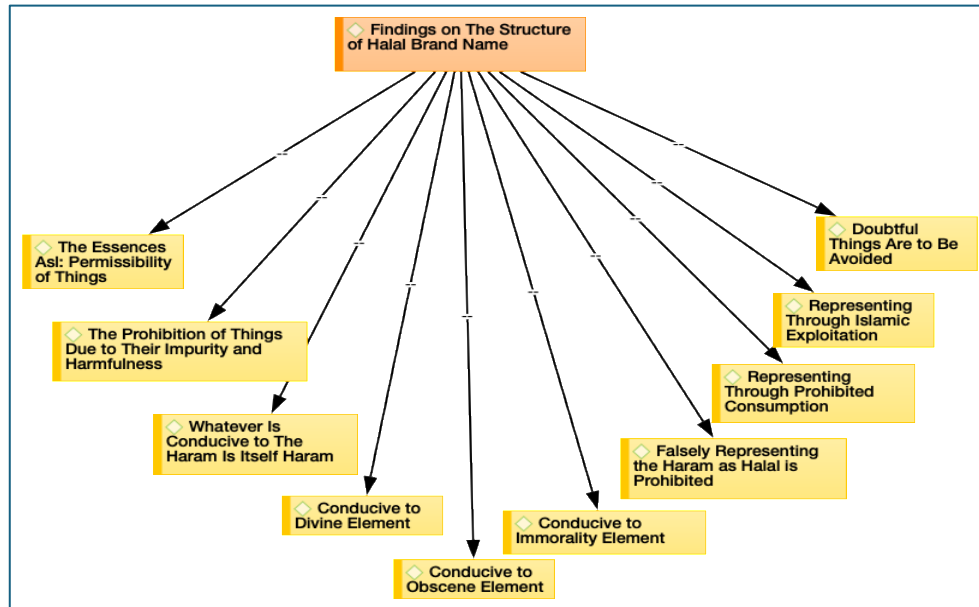 Findings on The Structure
of Halal Brand Name
--
--
--
--
--
--
--
--
--
--
The Essences
Asl: Permissibility
of Things
The Prohibition of Things
Due to Their Impurity and
Harmfulness
Whatever Is
Conducive to The
Haram Is Itself Haram
Conducive to
Divine Element
Conducive to
Obscene Element
Conducive to
Immorality Element
Falsely Representing
the Haram as Halal is
Prohibited
Representing
Through Prohibited
Consumption
Representing
Through Islamic
Exploitation
Doubtful
Things Are to Be
Avoided